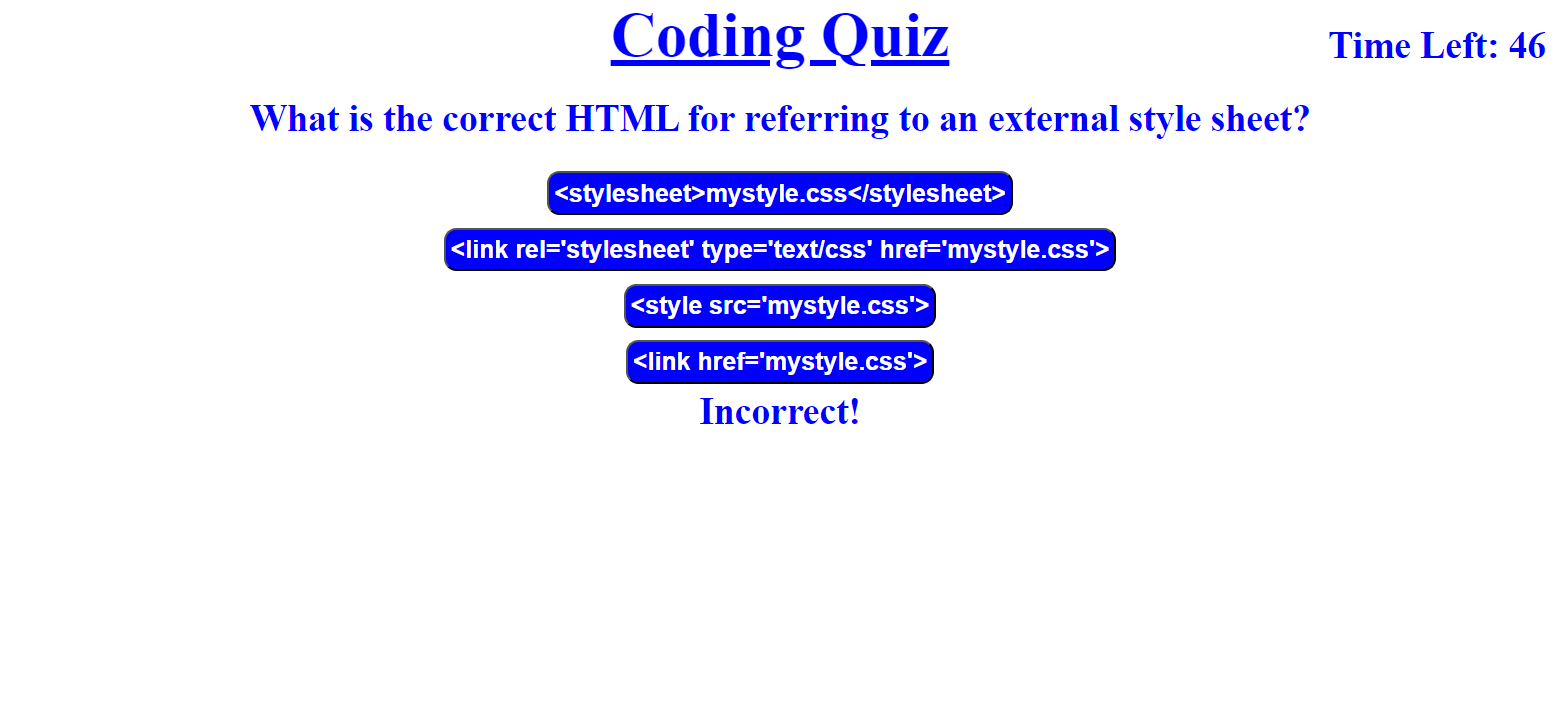 Coding Quiz
Time Left: 46
What is the correct HTML for referring to an external style sheet?
<stylesheet>mystyle.css</stylesheet>
<link rel='stylesheet' type='text/css' href='mystyle.css'>
<style src='mystyle.css'>
<link href='mystyle.css'>
Incorrect!